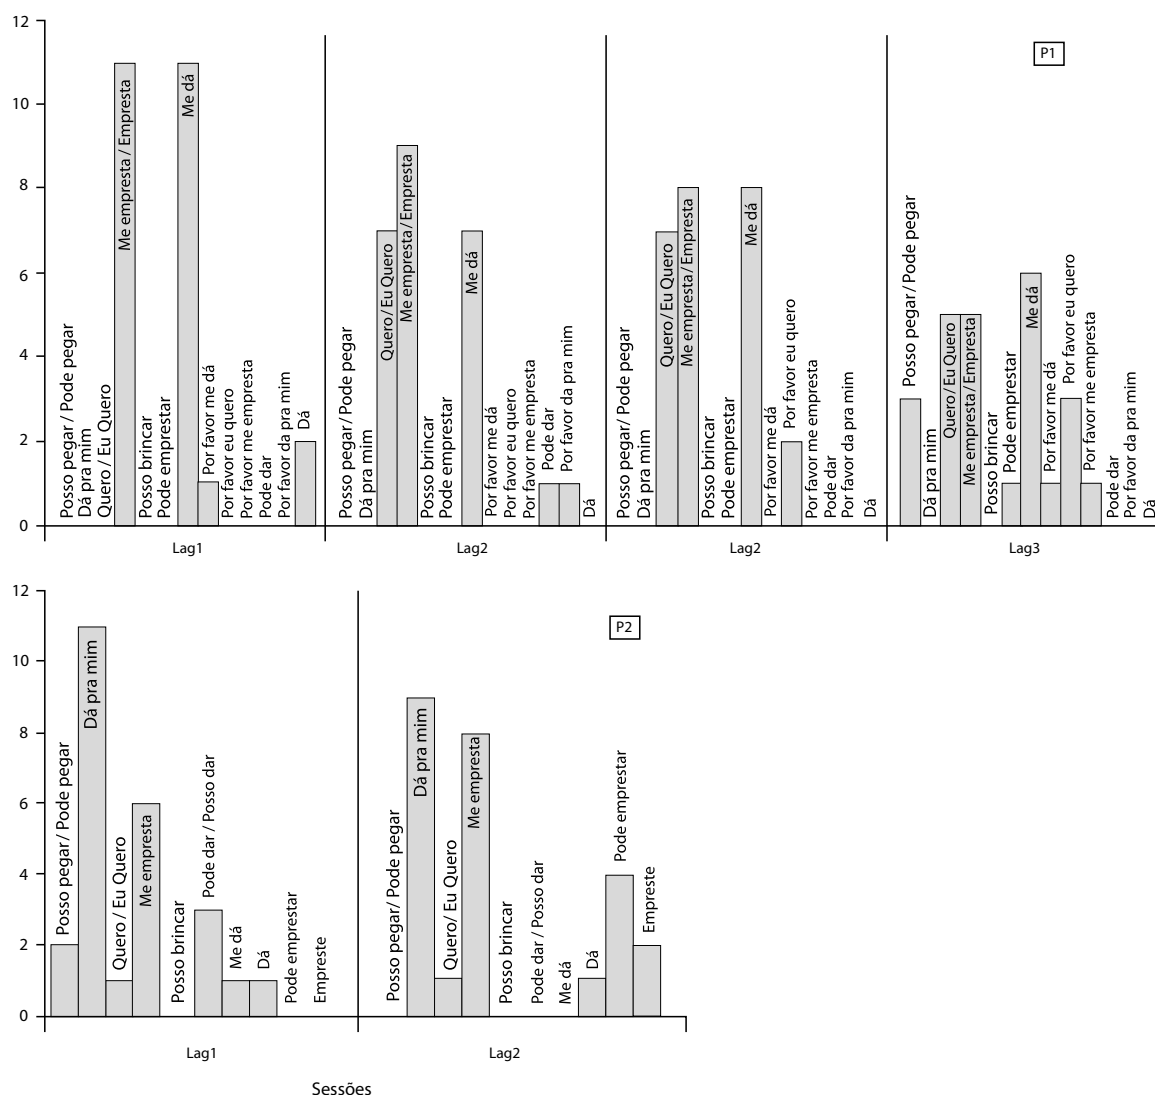 12
10
8
6
4
2
0
P1
Posso pegar / Pode pegar
Dá pra mim
Quero / Eu Quero
Me empresta / Empresta
Posso brincar
Pode emprestar
Me dá
Por favor me dá
Por favor eu quero
Por favor me empresta
Pode dar
Por favor da pra mim
Dá
Posso pegar / Pode pegar
Dá pra mim
Quero / Eu Quero
Me empresta / Empresta
Posso brincar
Pode emprestar
Me dá
Por favor me dá
Por favor eu quero
Por favor me empresta
Pode dar
Por favor da pra mim
Dá
Posso pegar / Pode pegar
Dá pra mim
Quero / Eu Quero
Me empresta / Empresta
Posso brincar
Pode emprestar
Me dá
Por favor me dá
Por favor eu quero
Por favor me empresta
Pode dar
Por favor da pra mim
Dá
Posso pegar / Pode pegar
Dá pra mim
Quero / Eu Quero
Me empresta / Empresta
Posso brincar
Pode emprestar
Me dá
Por favor me dá
Por favor eu quero
Por favor me empresta
Pode dar
Por favor da pra mim
Dá
Lag1
Lag2
Lag2
Lag3
12
10
8
6
4
2
0
P2
Posso pegar / Pode pegar
Dá pra mim
Quero / Eu Quero
Me empresta
Posso brincar
Pode dar / Posso dar
Me dá
Dá
Pode emprestar
Empreste
Posso pegar / Pode pegar
Dá pra mim
Quero / Eu Quero
Me empresta
Posso brincar
Pode dar / Posso dar
Me dá
Dá
Pode emprestar
Empreste
Lag1
Lag2
Sessões